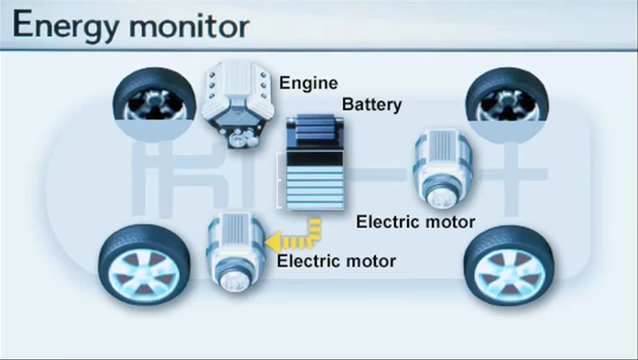 Energy monitor
Engine
Battery
Electric motor
Electric motor